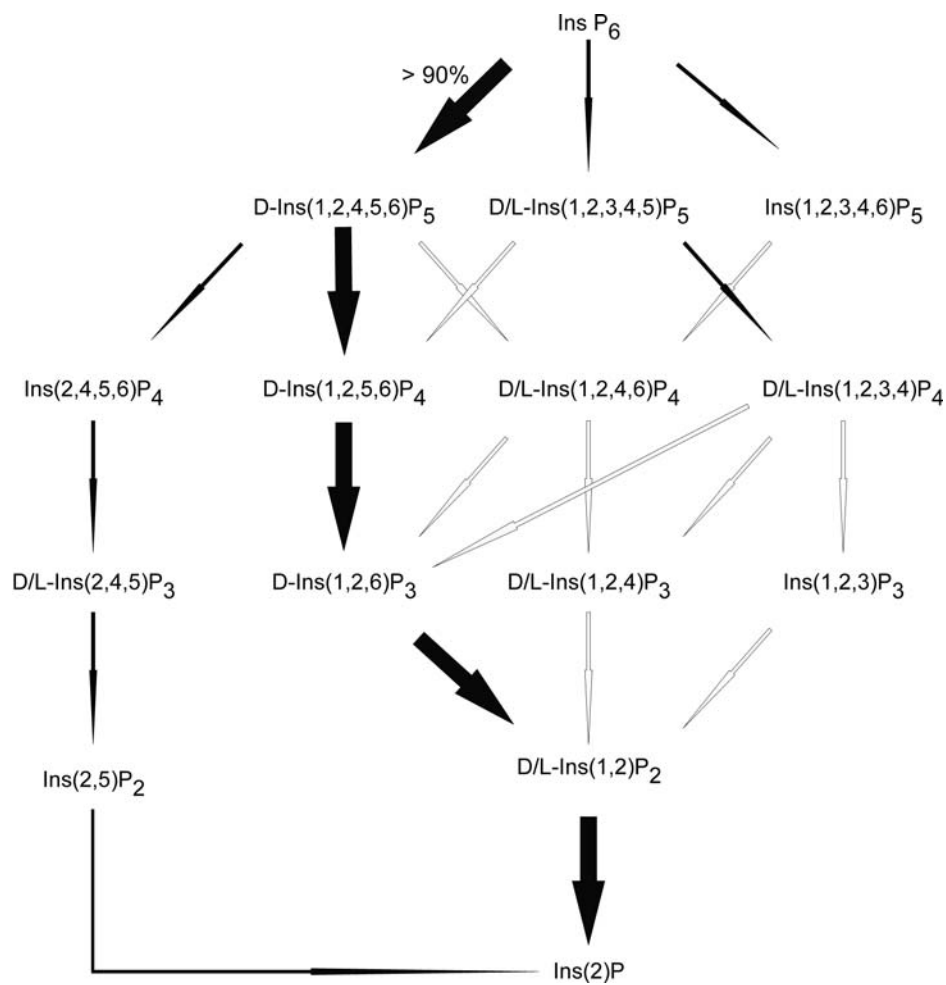 Ins P6
> 90%
D-Ins(1,2,4,5,6)P5 D/L-Ins(1,2,3,4,5)P5 Ins(1,2,3,4,6)P5
Ins(2,4,5,6)P4 D-Ins(1,2,5,6)P4 D/L-Ins(1,2,4,6)P4 D/L-Ins(1,2,3,4)P4
D/L-Ins(2,4,5)P3 D-Ins(1,2,6)P3 D/L-Ins(1,2,4)P3 Ins(1,2,3)P3
Ins(2,5)P2 D/L-Ins(1,2)P2
Ins(2)P